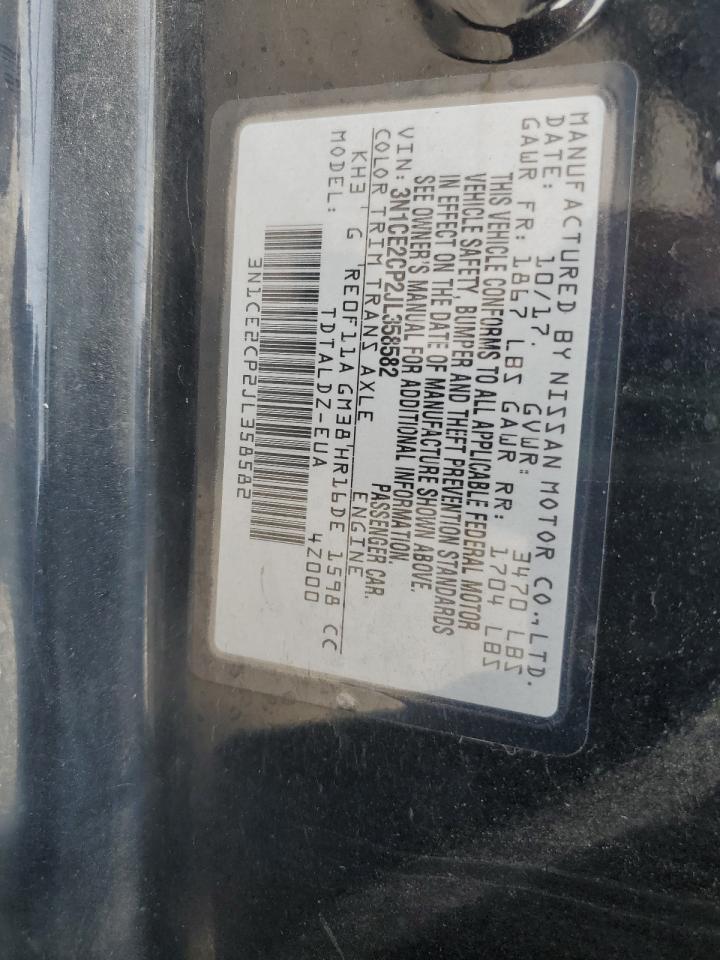 MANUFACTURED BY NISSAN MOTOR CO.,LTD.
DATE: 10/17. GVWR: 3470 LBS
GAWR FR: 1867 LBS GAWR RR: 1704 LBS
THIS VEHICLE CONFORMS TO ALL APPLICABLE FEDERAL MOTOR
VEHICLE SAFETY, BUMPER AND THEFT PREVENTION STANDARDS
IN EFFECT ON THE DATE OF MANUFACTURE SHOWN ABOVE.
SEE OWNER'S MANUAL FOR ADDITIONAL INFORMATION.
VIN: 3N1CE2CP2JL358582 PASSENGER CAR.
COLOR TRIM TRANS AXLE ENGINE
KH3 G RE0F11A GM38 HR16DE 1598 CC
MODEL: TDTALDZ-EUA 4Z000
3N1CE2CP2JL358582